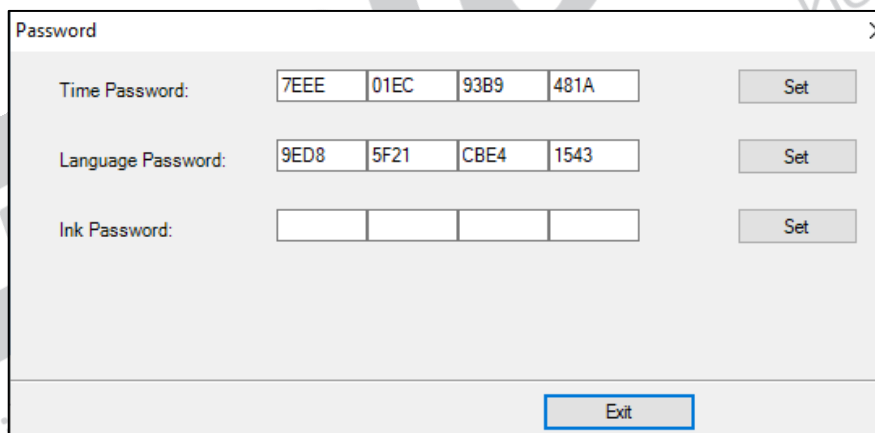 Password
Time Password: 7EEE 01EC 93B9 481A Set
Language Password: 9ED8 5F21 CBE4 1543 Set
Ink Password: Set
Exit